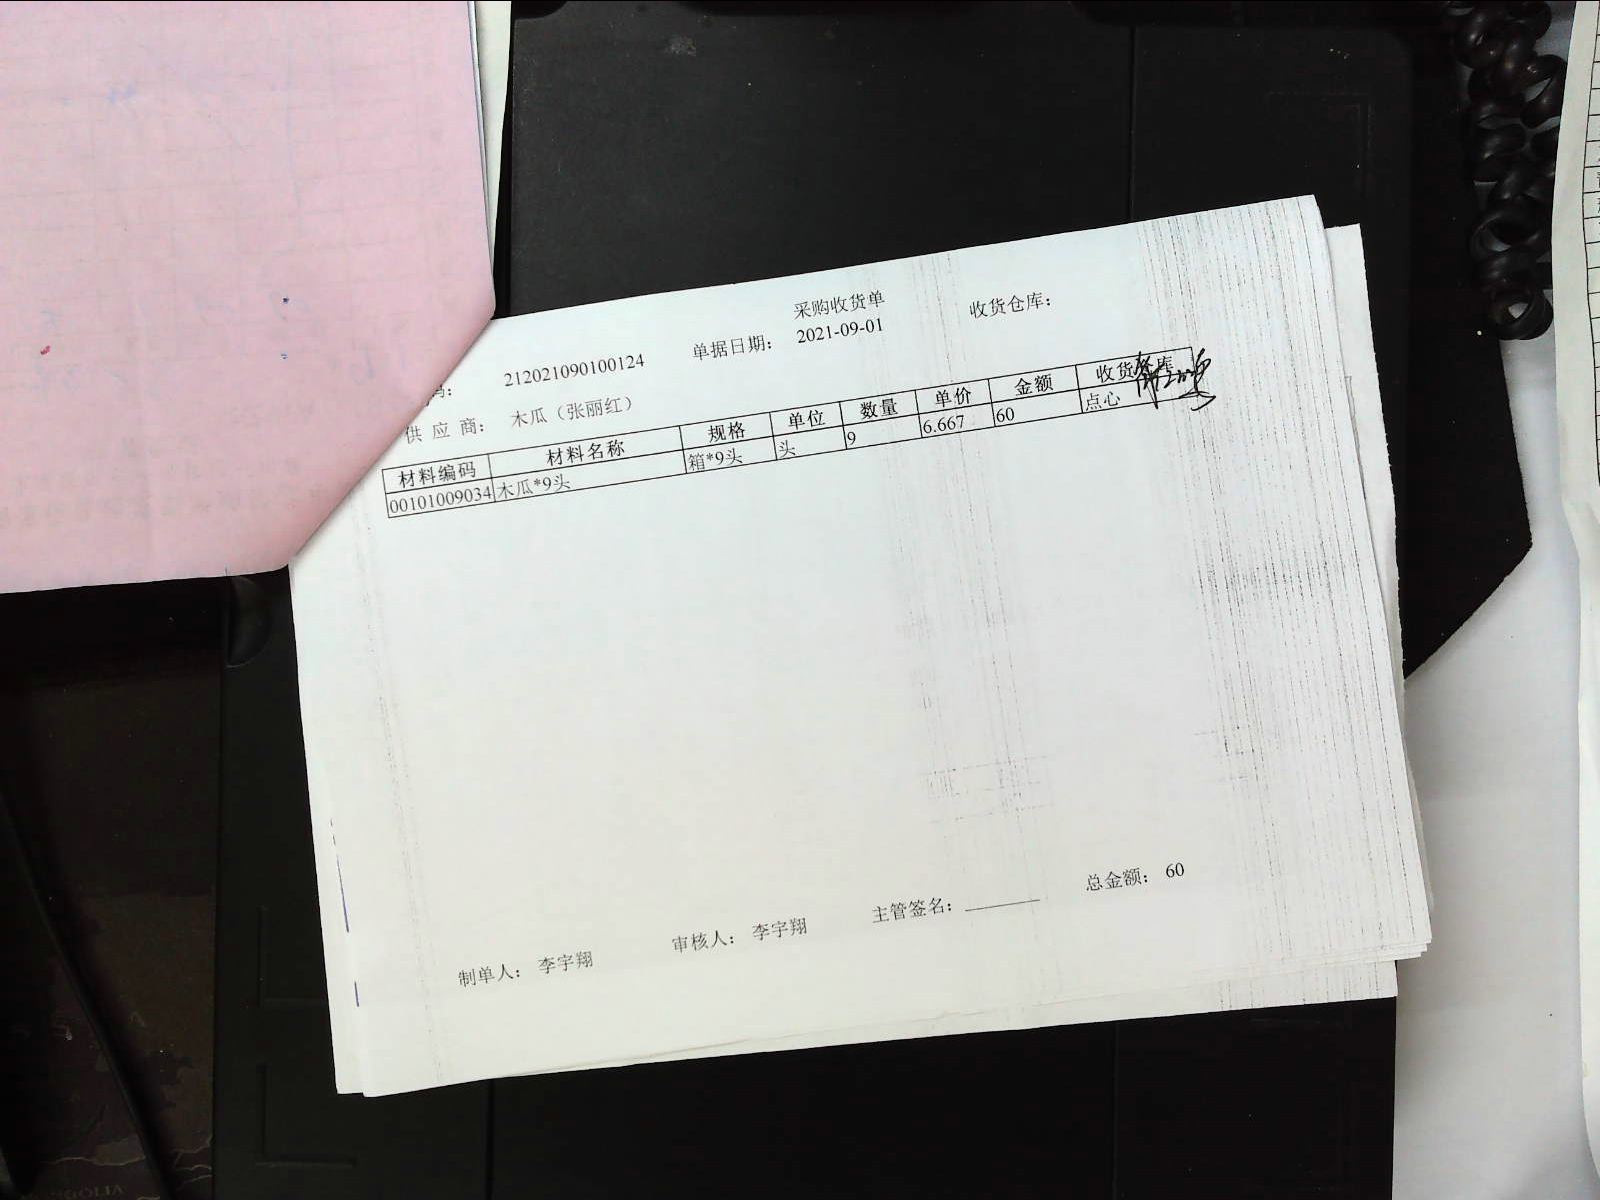 采购收货单
212021090100124 单据日期： 2021-09-01 收货仓库：
供 应 商： 木瓜（张丽红）
材料编码 材料名称 规格 单位 数量 单价 金额 收货仓库
00101009034 木瓜*9头 箱*9头 头 9 6.667 60 点心
总金额： 60
制单人： 李宇翔 审核人： 李宇翔 主管签名：